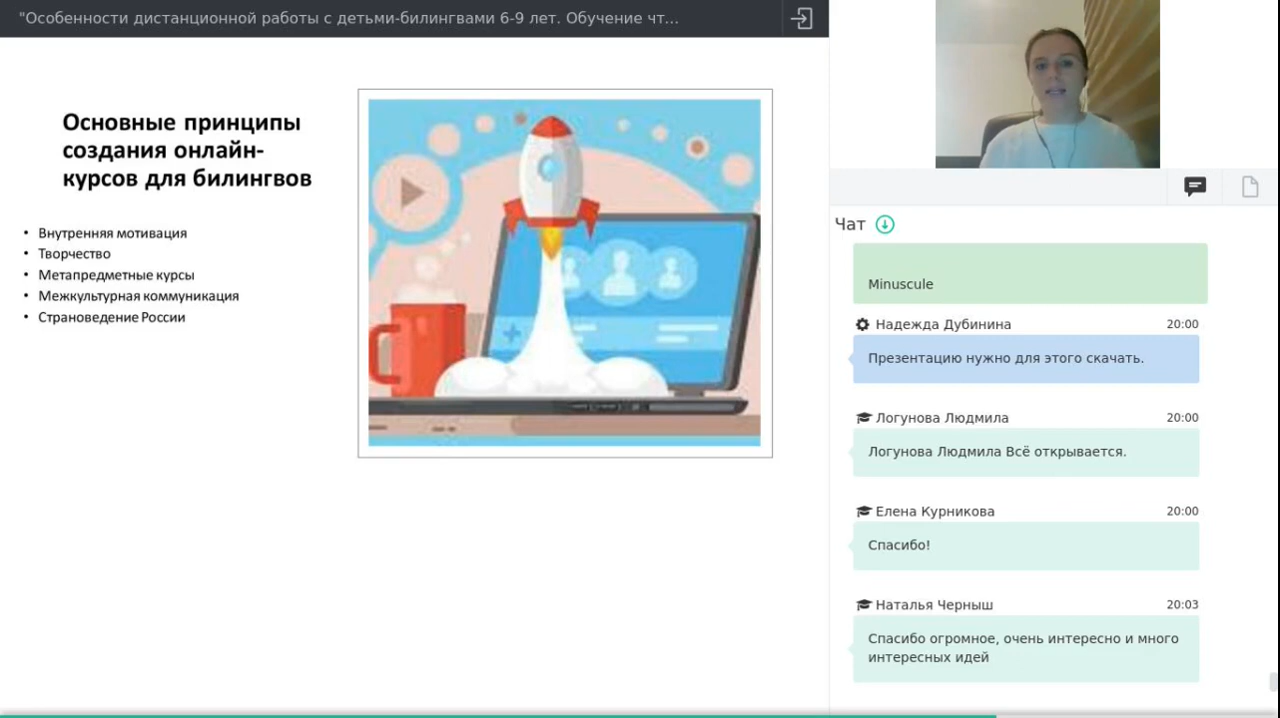 "Особенности дистанционной работы с детьми-билингвами 6-9 лет. Обучение чт...
Основные принципы
создания онлайн-
курсов для билингвов
• Внутренняя мотивация
• Творчество
• Метапредметные курсы
• Межкультурная коммуникация
• Страноведение России
Чат
Minuscule
Надежда Дубинина 20:00
Презентацию нужно для этого скачать.
Логунова Людмила 20:00
Логунова Людмила Всё открывается.
Елена Курникова 20:00
Спасибо!
Наталья Черныш 20:03
Спасибо огромное, очень интересно и много
интересных идей